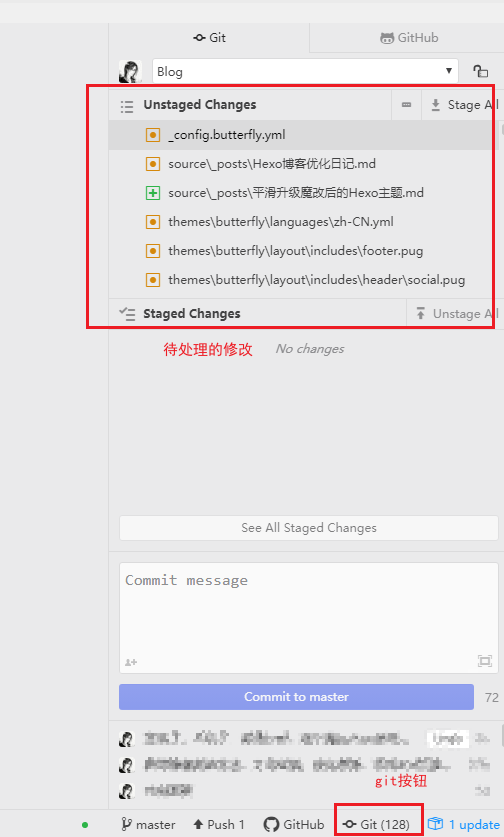 Git
GitHub
Blog
Unstaged Changes
Stage All
_config.butterfly.yml
source\_posts\Hexo博客优化日记.md
source\_posts\平滑升级魔改后的Hexo主题.md
themes\butterfly\languages\zh-CN.yml
themes\butterfly\layout\includes\footer.pug
themes\butterfly\layout\includes\header\social.pug
Staged Changes
Unstage All
待处理的修改
No changes
See All Staged Changes
Commit message
Commit to master
72
git按钮
master
Push 1
GitHub
Git (128)
1 update